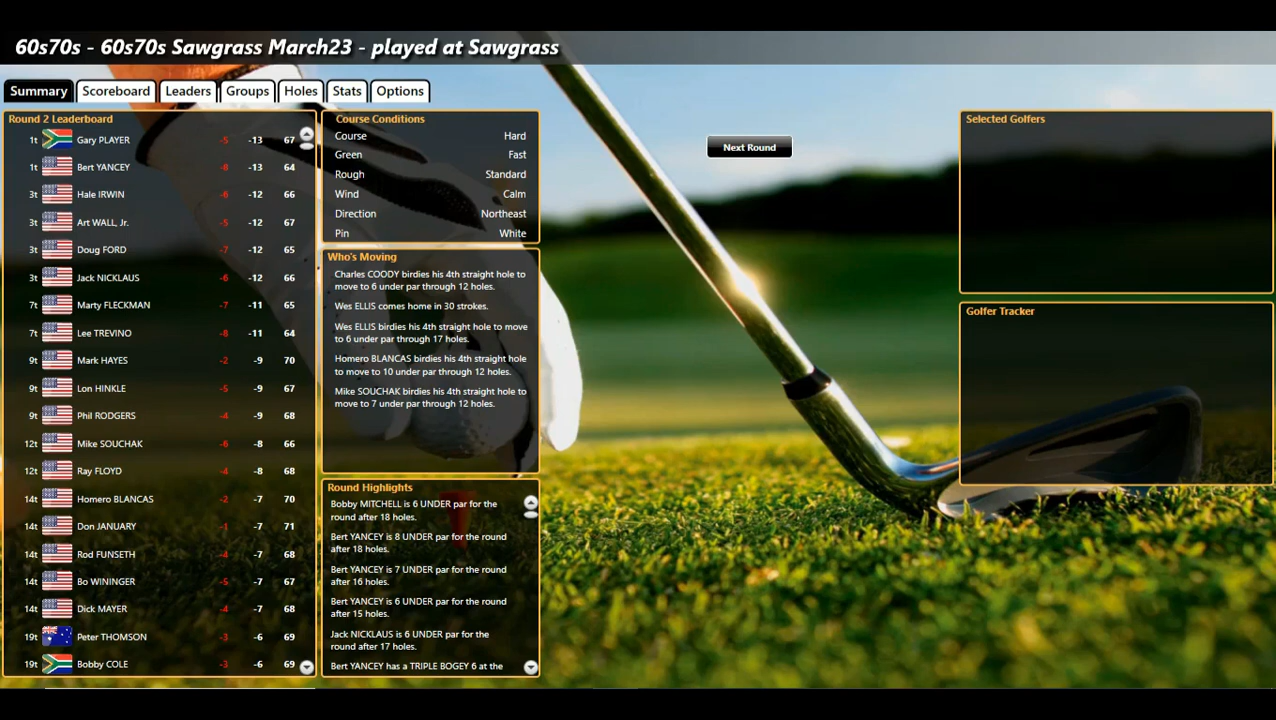 60s70s - 60s70s Sawgrass March23 - played at Sawgrass
Summary Scoreboard Leaders Groups Holes Stats Options
Round 2 Leaderboard
1t Gary PLAYER -5 -13 67
1t Bert YANCEY -8 -13 64
3t Hale IRWIN -6 -12 66
3t Art WALL, Jr. -5 -12 67
3t Doug FORD -7 -12 65
3t Jack NICKLAUS -6 -12 66
7t Marty FLECKMAN -7 -11 65
7t Lee TREVINO -8 -11 64
9t Mark HAYES -2 -9 70
9t Lon HINKLE -5 -9 67
9t Phil RODGERS -4 -9 68
12t Mike SOUCHAK -6 -8 66
12t Ray FLOYD -4 -8 68
14t Homero BLANCAS -2 -7 70
14t Don JANUARY -1 -7 71
14t Rod FUNSETH -4 -7 68
14t Bo WININGER -5 -7 67
14t Dick MAYER -4 -7 68
19t Peter THOMSON -3 -6 69
19t Bobby COLE -3 -6 69
Course Conditions
Course Hard
Green Fast
Rough Standard
Wind Calm
Direction Northeast
Pin White
Who's Moving
Charles COODY birdies his 4th straight hole to
move to 6 under par through 12 holes.
Wes ELLIS comes home in 30 strokes.
Wes ELLIS birdies his 4th straight hole to move
to 6 under par through 17 holes.
Homero BLANCAS birdies his 4th straight hole
to move to 10 under par through 12 holes.
Mike SOUCHAK birdies his 4th straight hole to
move to 7 under par through 12 holes.
Round Highlights
Bobby MITCHELL is 6 UNDER par for the
round after 18 holes.
Bert YANCEY is 8 UNDER par for the round
after 18 holes.
Bert YANCEY is 7 UNDER par for the round
after 16 holes.
Bert YANCEY is 6 UNDER par for the round
after 15 holes.
Jack NICKLAUS is 6 UNDER par for the
round after 17 holes.
Bert YANCEY has a TRIPLE BOGEY 6 at the
Next Round
Selected Golfers
Golfer Tracker